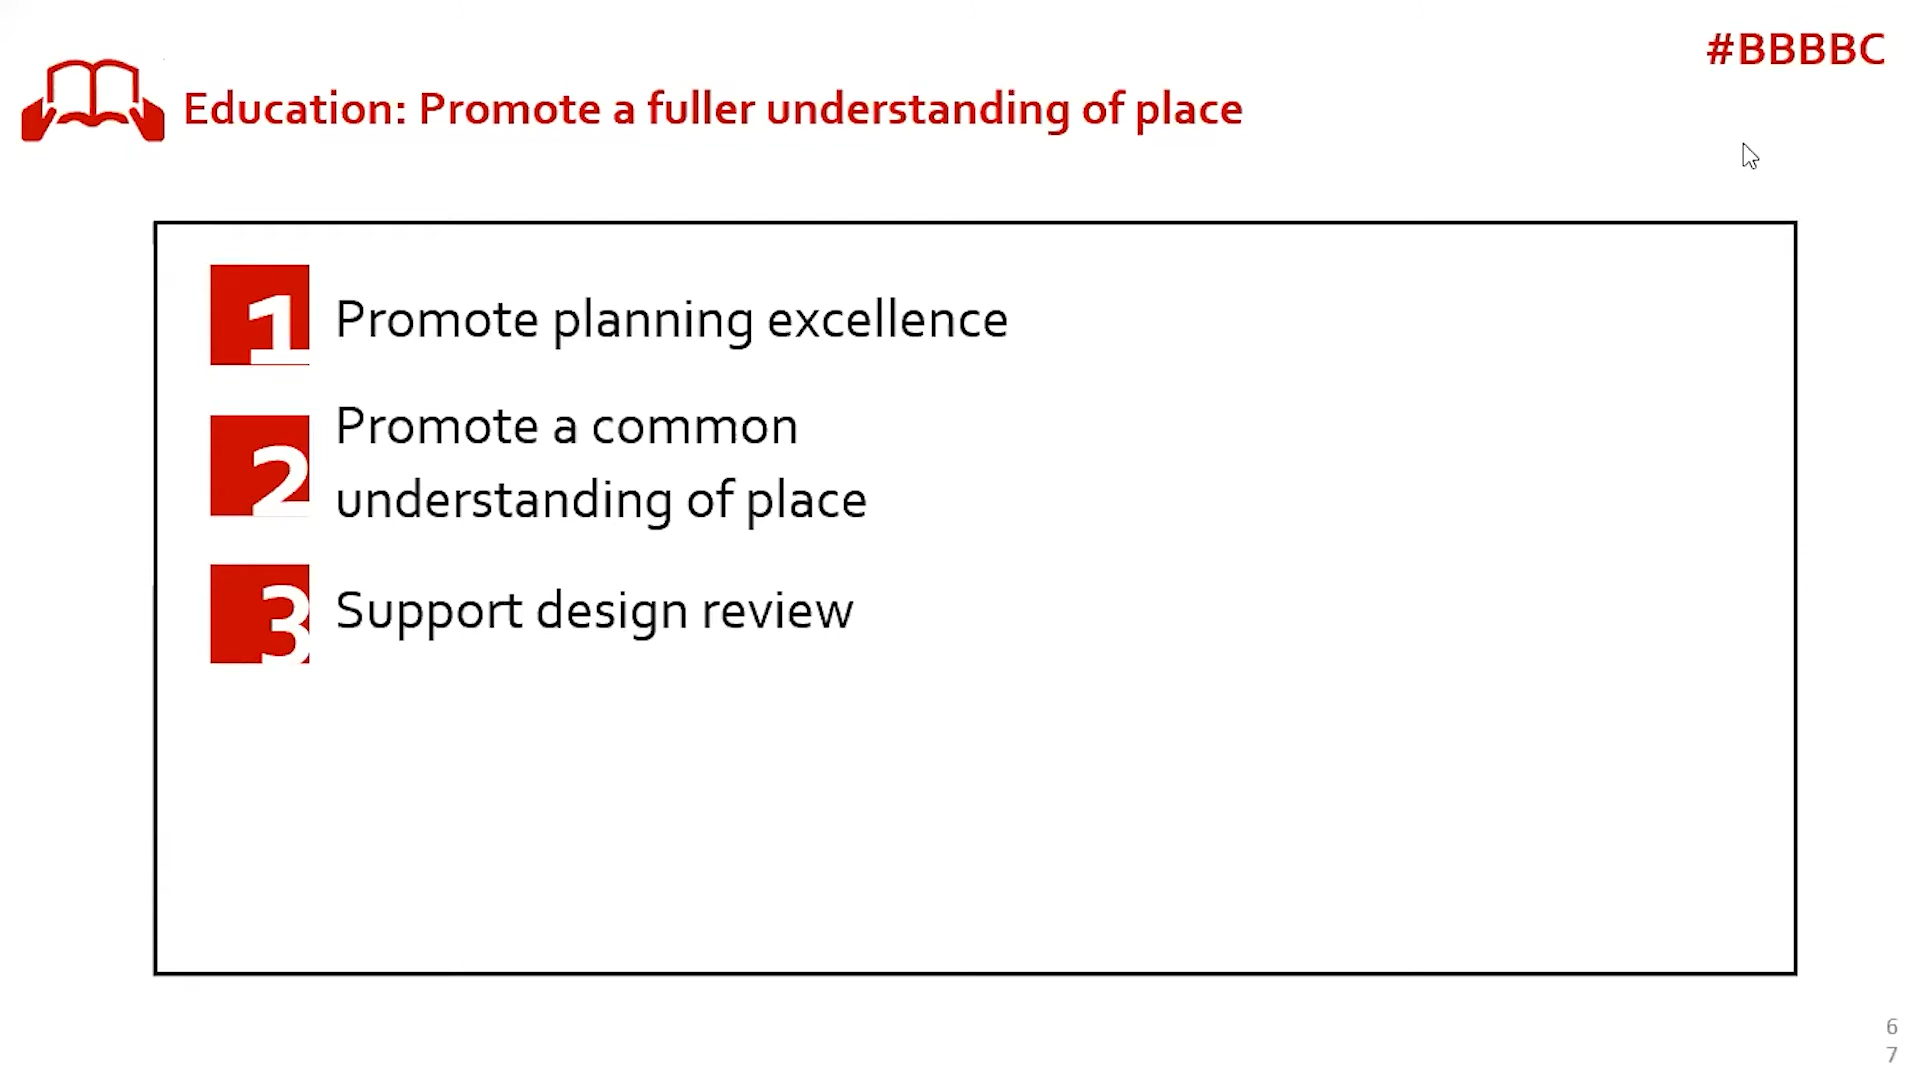 #BBBBC
Education: Promote a fuller understanding of place
1 Promote planning excellence
2 Promote a common
understanding of place
3 Support design review
6
7